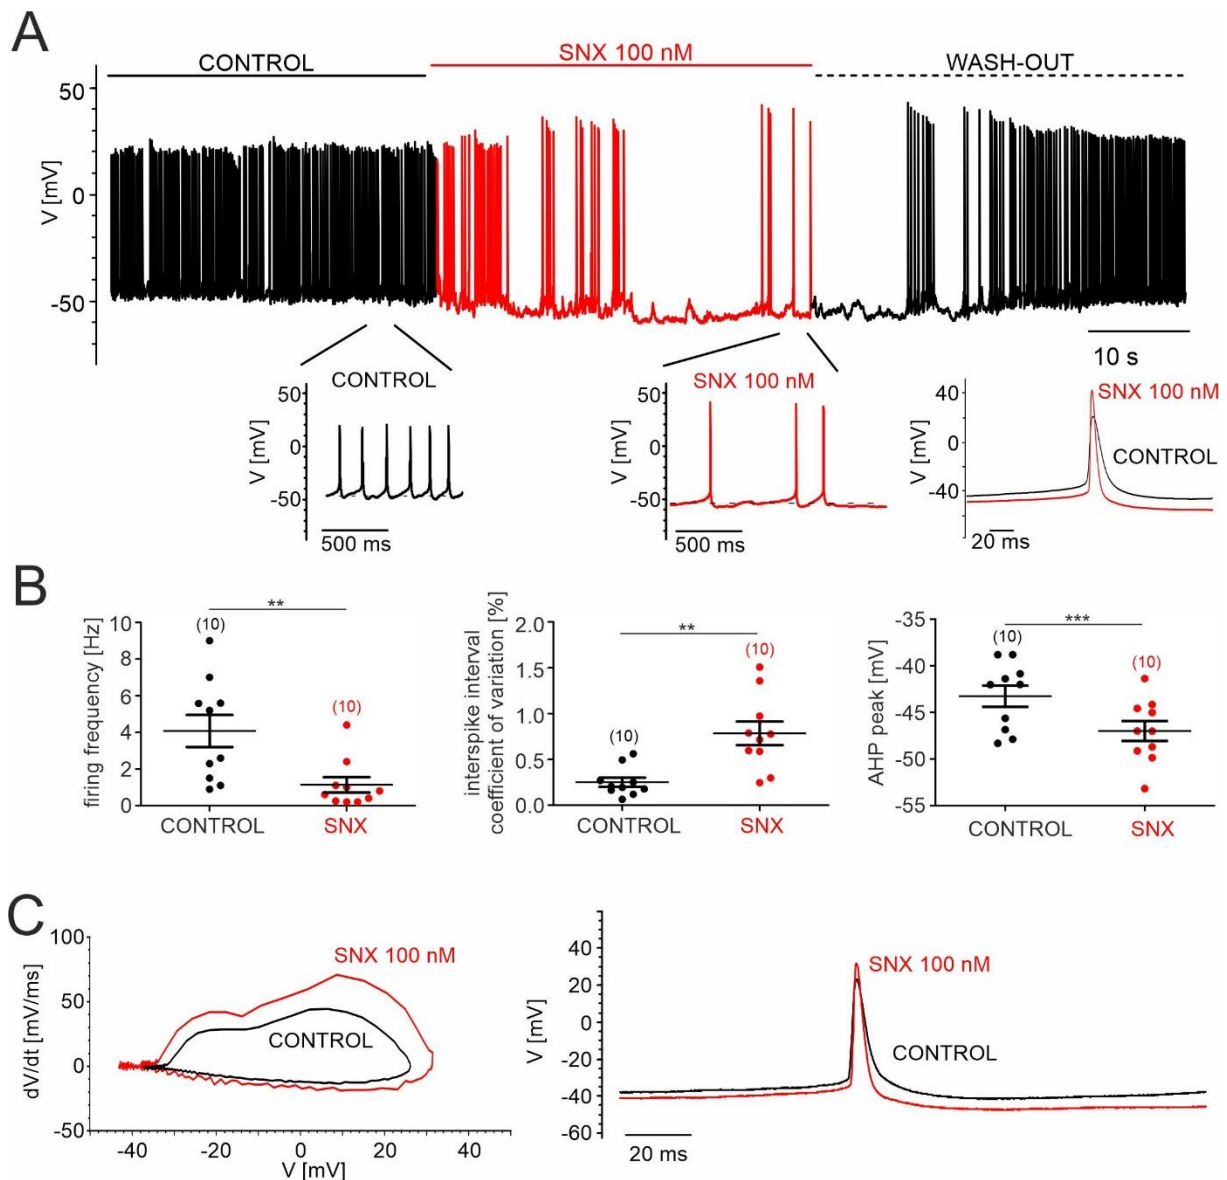 A
CONTROL
SNX 100 nM
WASH-OUT
V [mV]
50
0
-50
10 s
CONTROL
V [mV]
50
0
-50
500 ms
SNX 100 nM
V [mV]
50
0
-50
500 ms
SNX 100 nM
CONTROL
V [mV]
40
0
-40
20 ms
B
firing frequency [Hz]
10
8
6
4
2
0
**
(10)
(10)
CONTROL
SNX
interspike interval
coefficient of variation [%]
2.0
1.5
1.0
0.5
0.0
**
(10)
(10)
CONTROL
SNX
AHP peak [mV]
-35
-40
-45
-50
-55
***
(10)
(10)
CONTROL
SNX
C
dV/dt [mV/ms]
100
50
0
-50
SNX 100 nM
CONTROL
-40
-20
0
20
40
V [mV]
V [mV]
60
40
20
0
-20
-40
-60
SNX 100 nM
CONTROL
20 ms